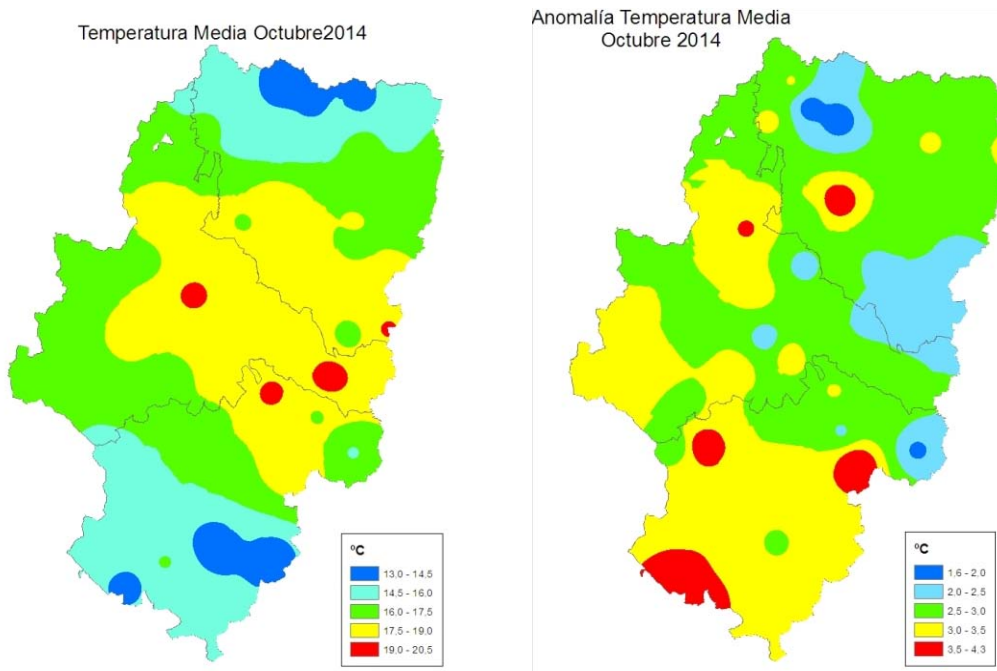 Temperatura Media Octubre2014
ºC
13.0 - 14.5
14.5 - 16.0
16.0 - 17.5
17.5 - 19.0
19.0 - 20.5
Anomalía Temperatura Media
Octubre 2014
ºC
1.6 - 2.0
2.0 - 2.5
2.5 - 3.0
3.0 - 3.5
3.5 - 4.3